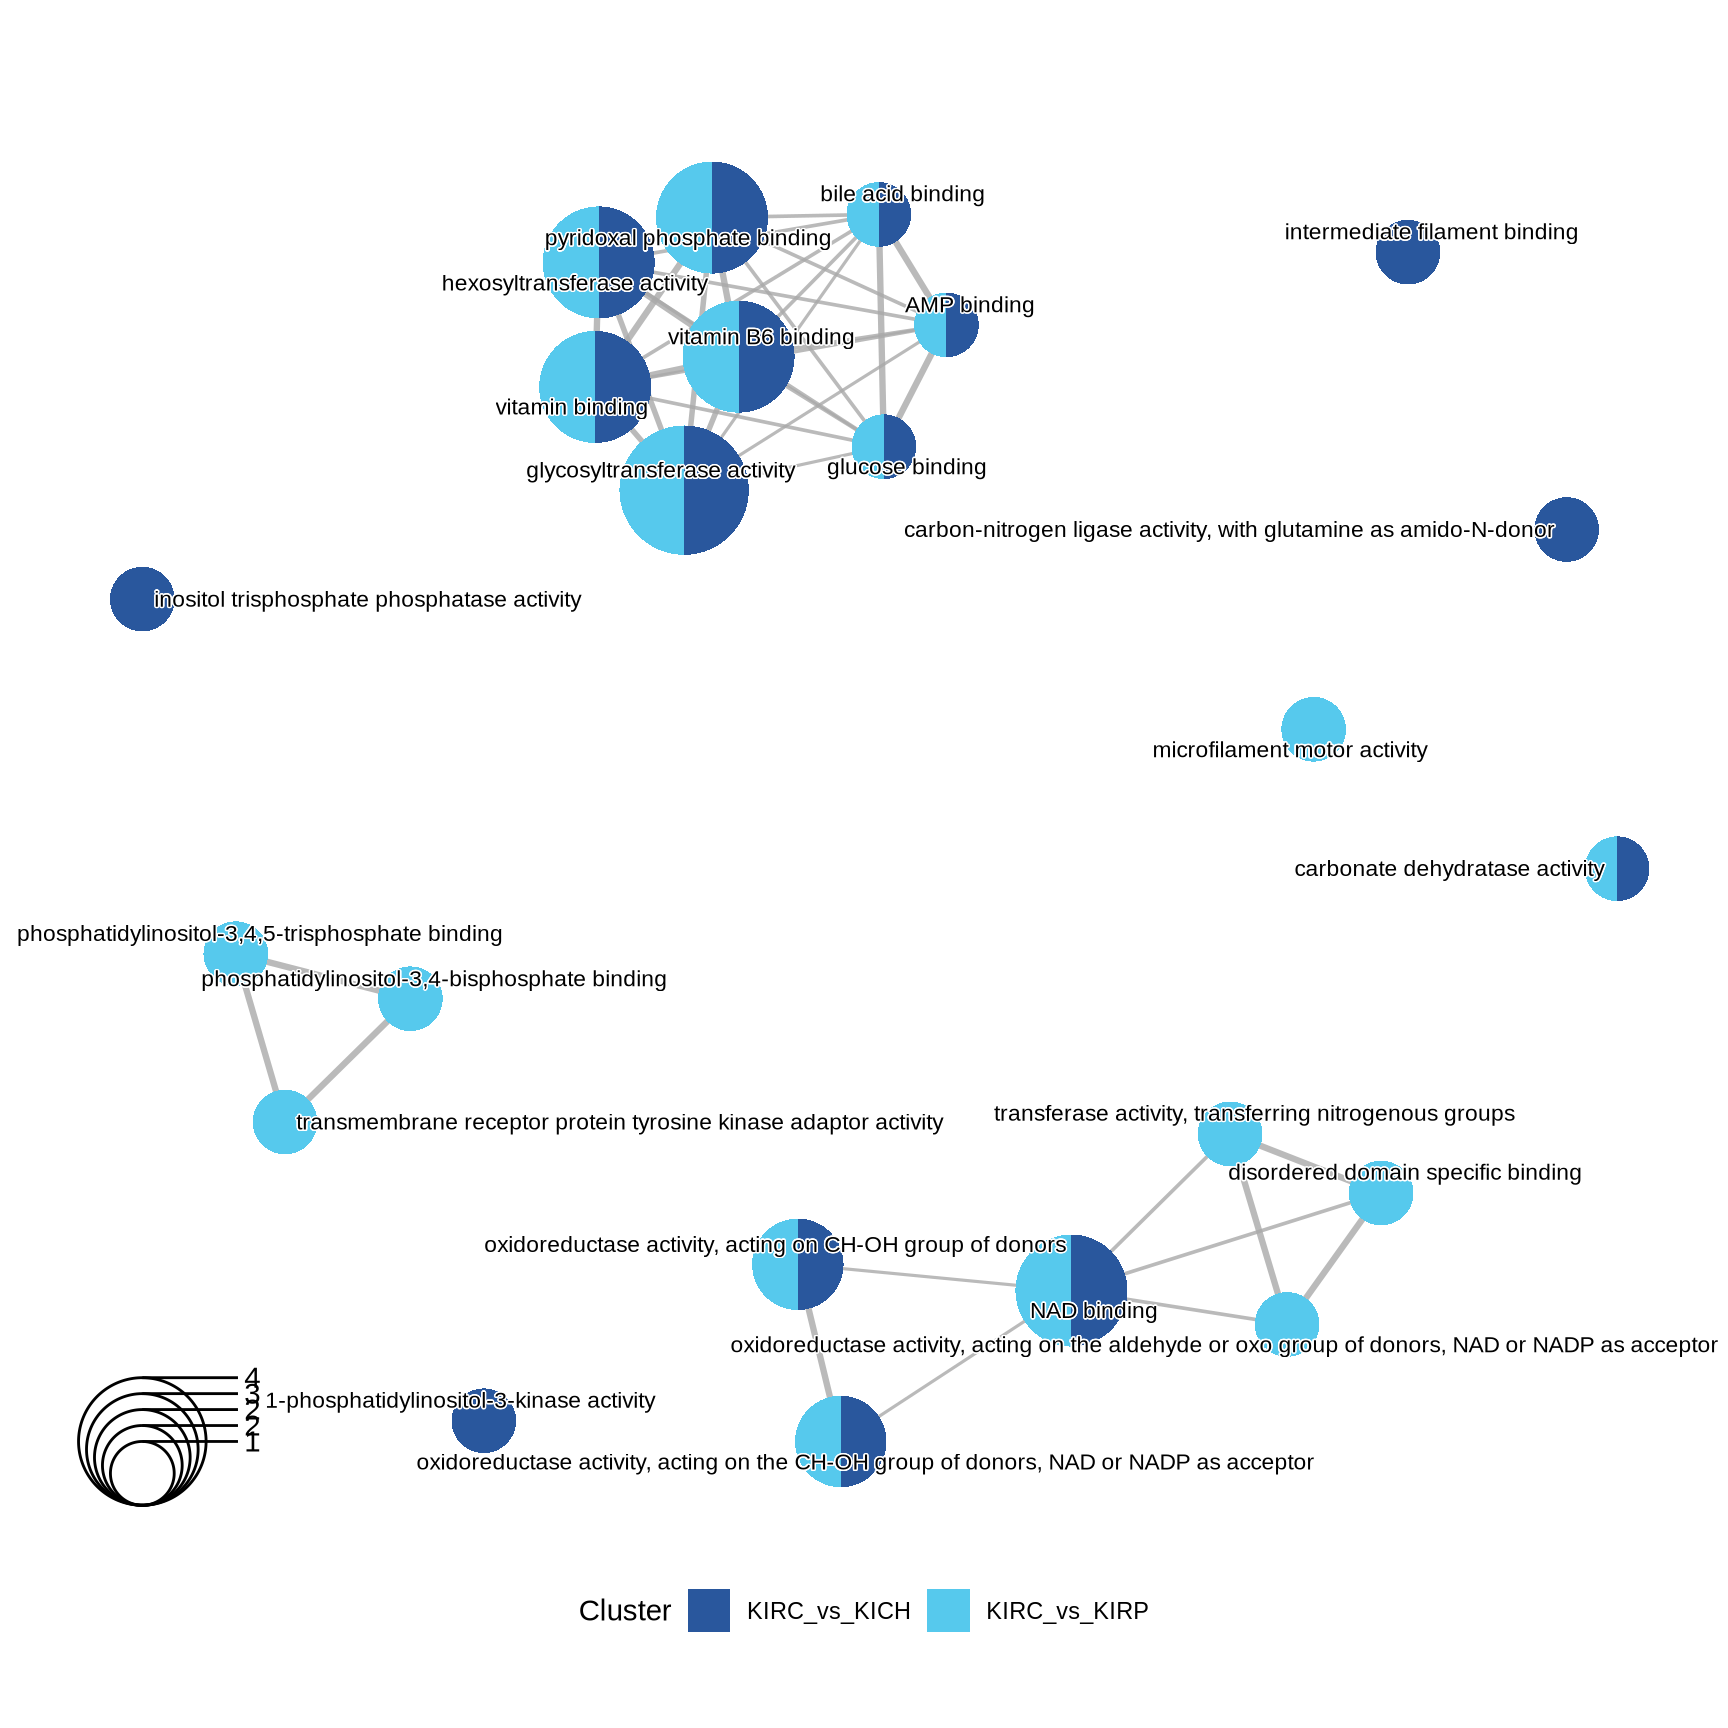 bile acid binding
intermediate filament binding
pyridoxal phosphate binding
hexosyltransferase activity
AMP binding
vitamin B6 binding
vitamin binding
glycosyltransferase activity
glucose binding
carbon-nitrogen ligase activity, with glutamine as amido-N-donor
inositol trisphosphate phosphatase activity
microfilament motor activity
carbonate dehydratase activity
phosphatidylinositol-3,4,5-trisphosphate binding
phosphatidylinositol-3,4-bisphosphate binding
transferase activity, transferring nitrogenous groups
transmembrane receptor protein tyrosine kinase adaptor activity
disordered domain specific binding
oxidoreductase activity, acting on CH-OH group of donors
NAD binding
oxidoreductase activity, acting on the aldehyde or oxo group of donors, NAD or NADP as acceptor
4
3
2
2
1
1-phosphatidylinositol-3-kinase activity
oxidoreductase activity, acting on the CH-OH group of donors, NAD or NADP as acceptor
Cluster KIRC_vs_KICH KIRC_vs_KIRP